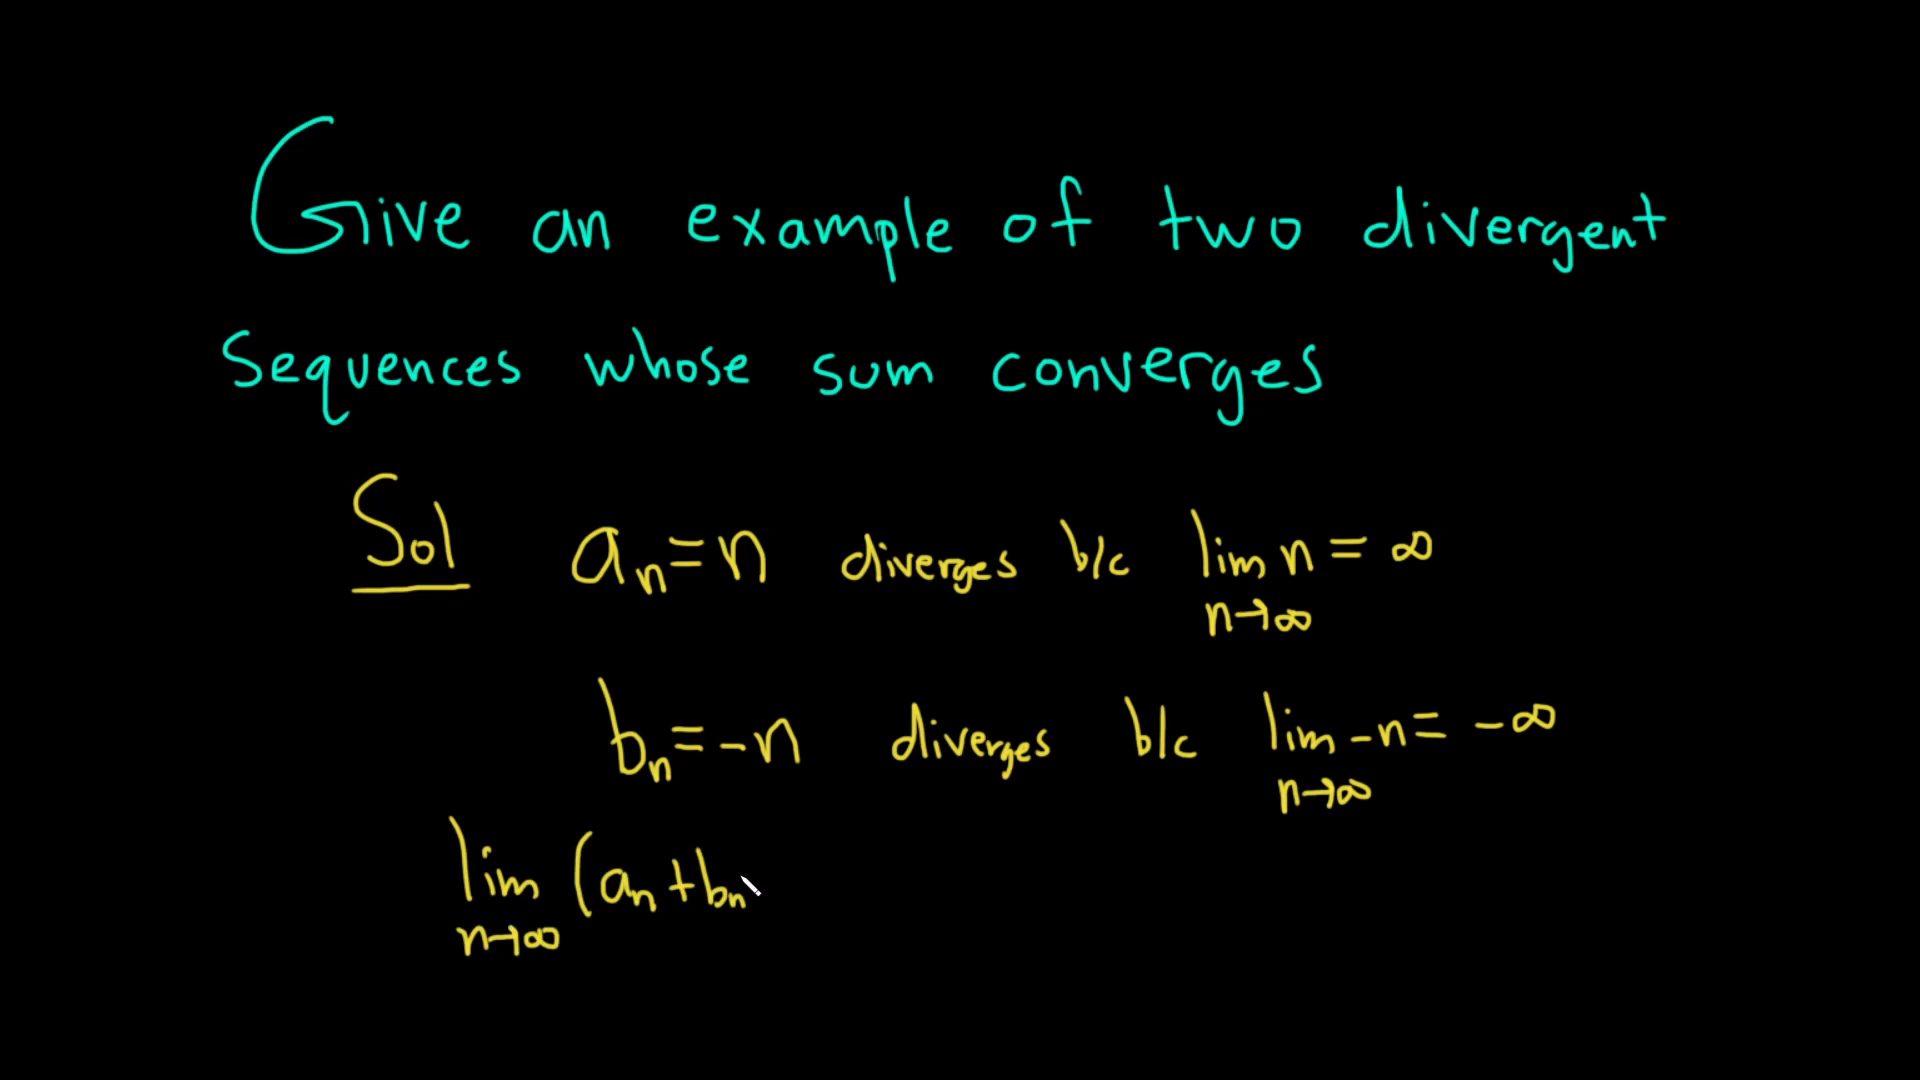 Give an example of two divergent
sequences whose sum converges
Sol aₙ=n diverges b/c lim n = ∞
n→∞
bₙ=-n diverges b/c lim -n = -∞
n→∞
lim (aₙ+bₙ
n→∞